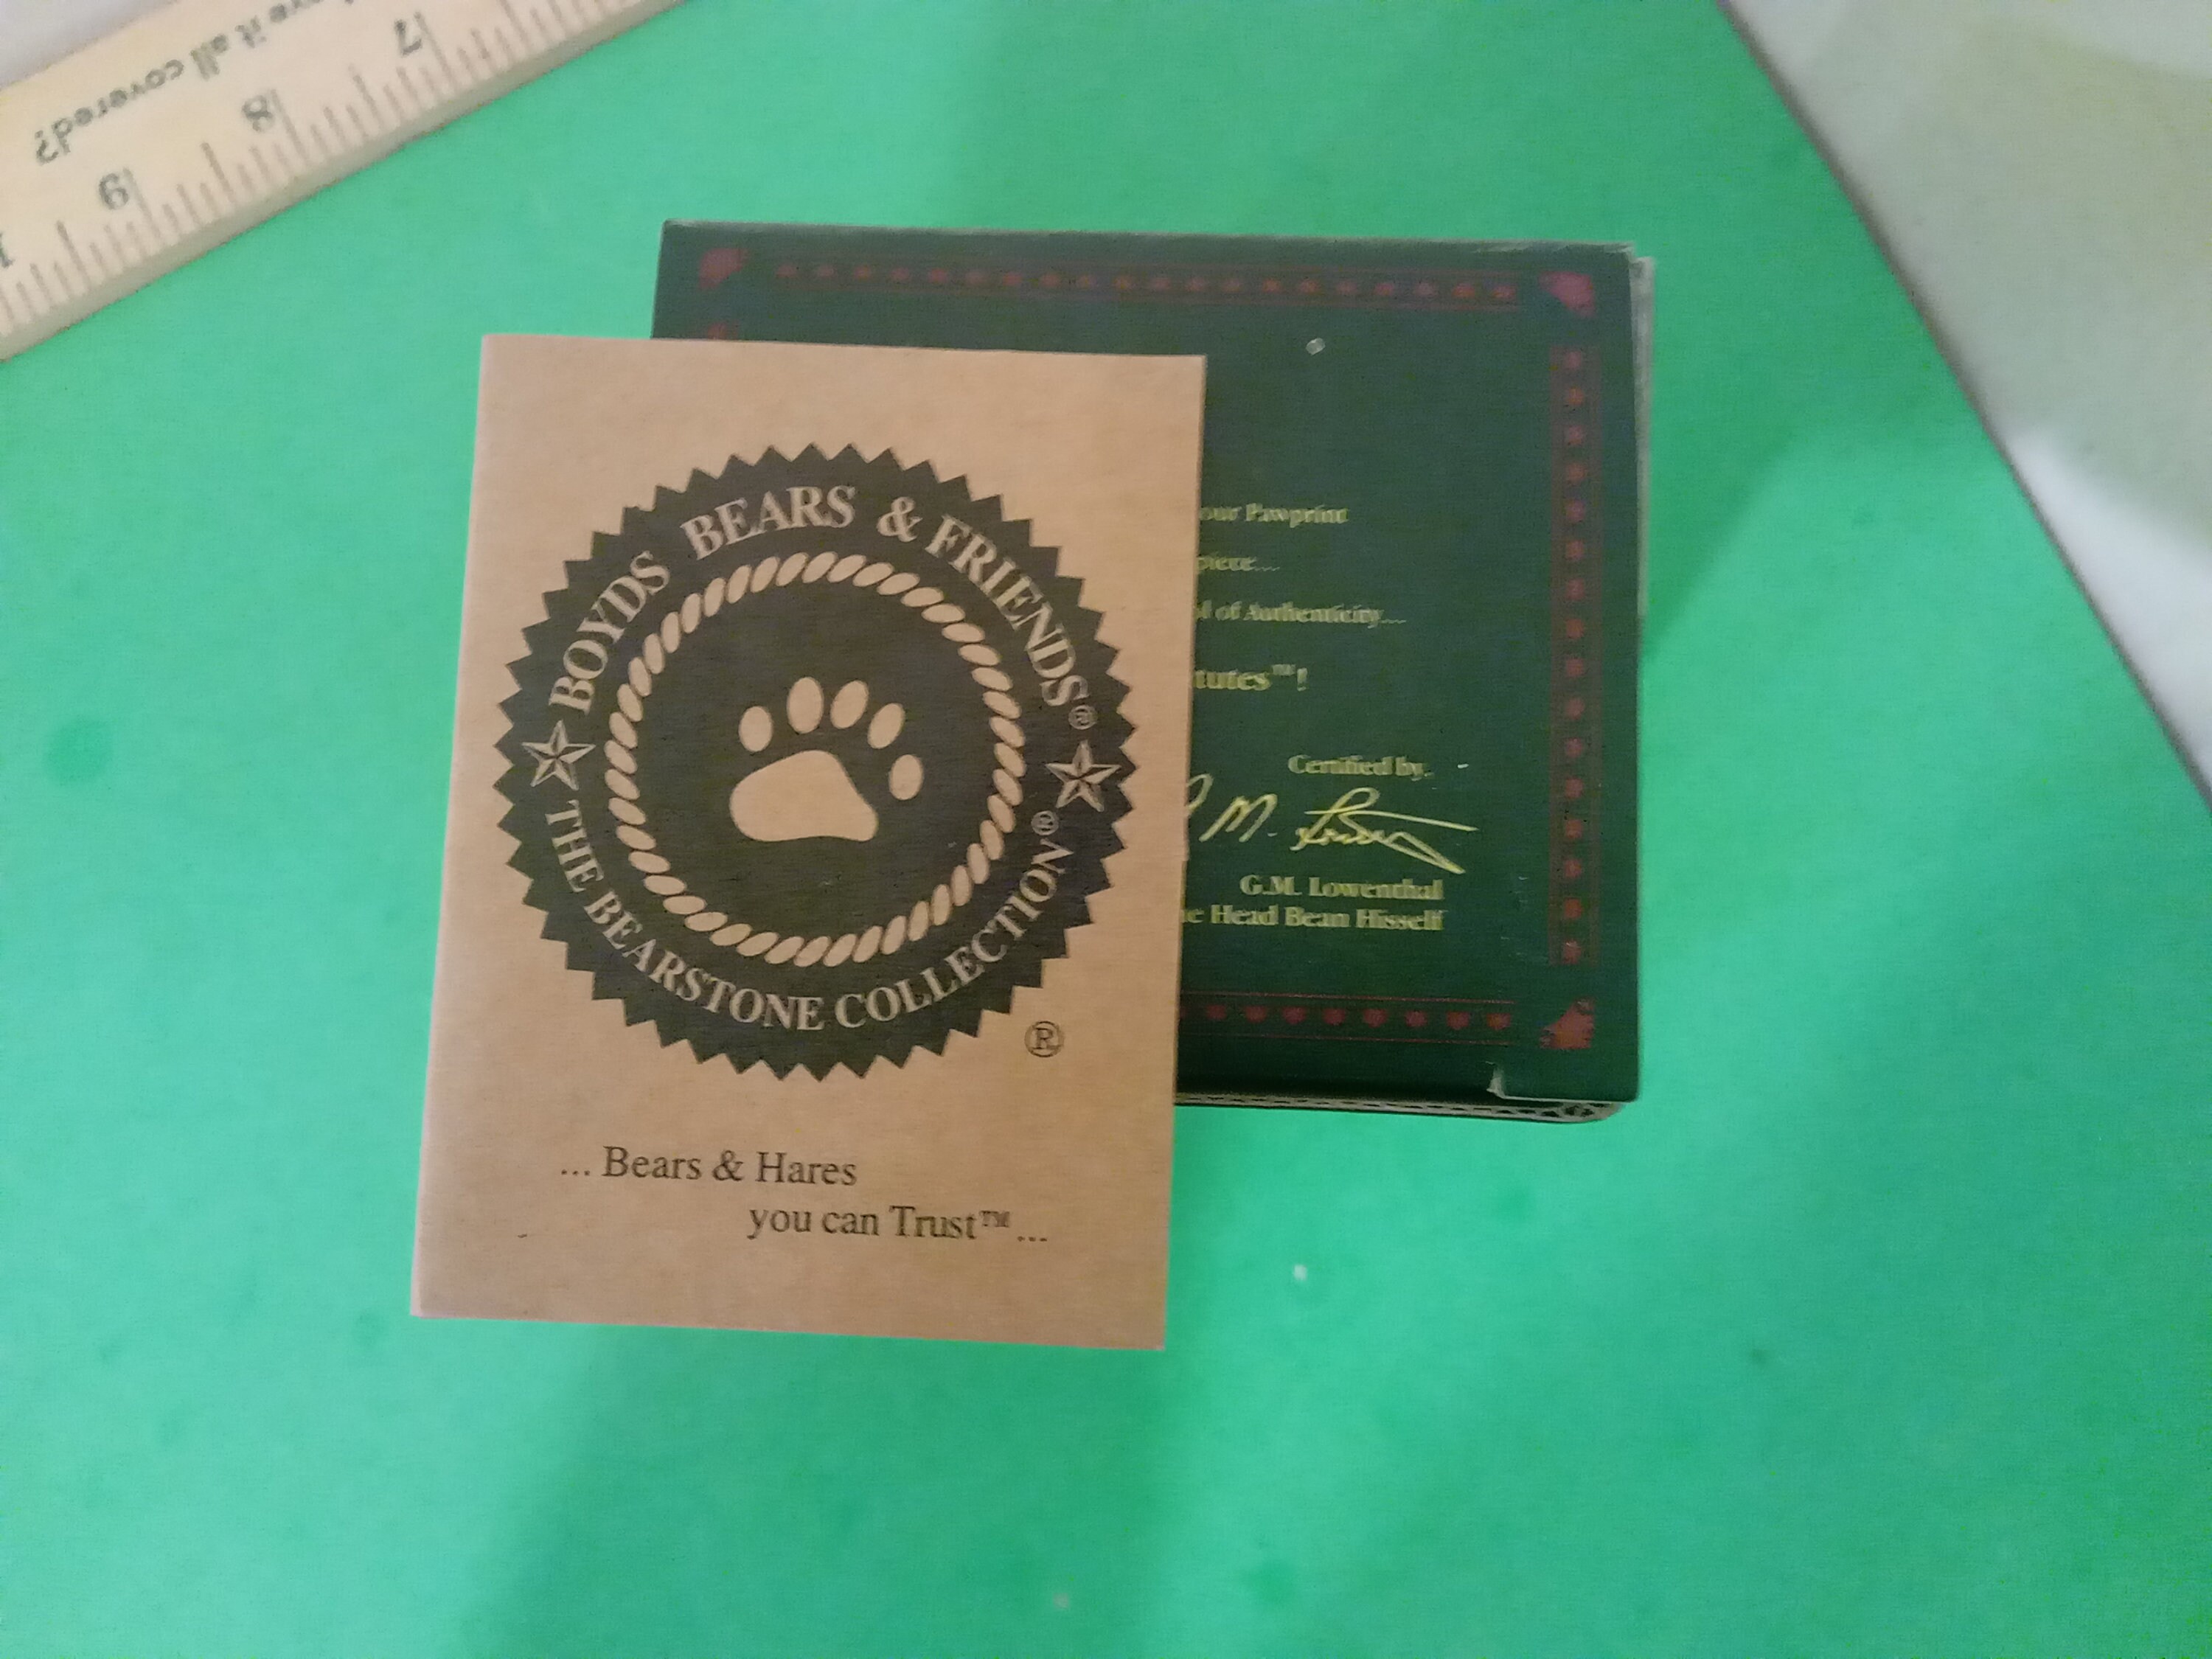 ve it all covered?
7
8
9
1
BOYDS BEARS & FRIENDS®
THE BEARSTONE COLLECTION®
®
... Bears & Hares
you can Trust™ ...
our Pawprint
piece....
of Authenticity...
tutes™!
Certified by
M.
G.M. Lowenthal
Head Bean Hisself